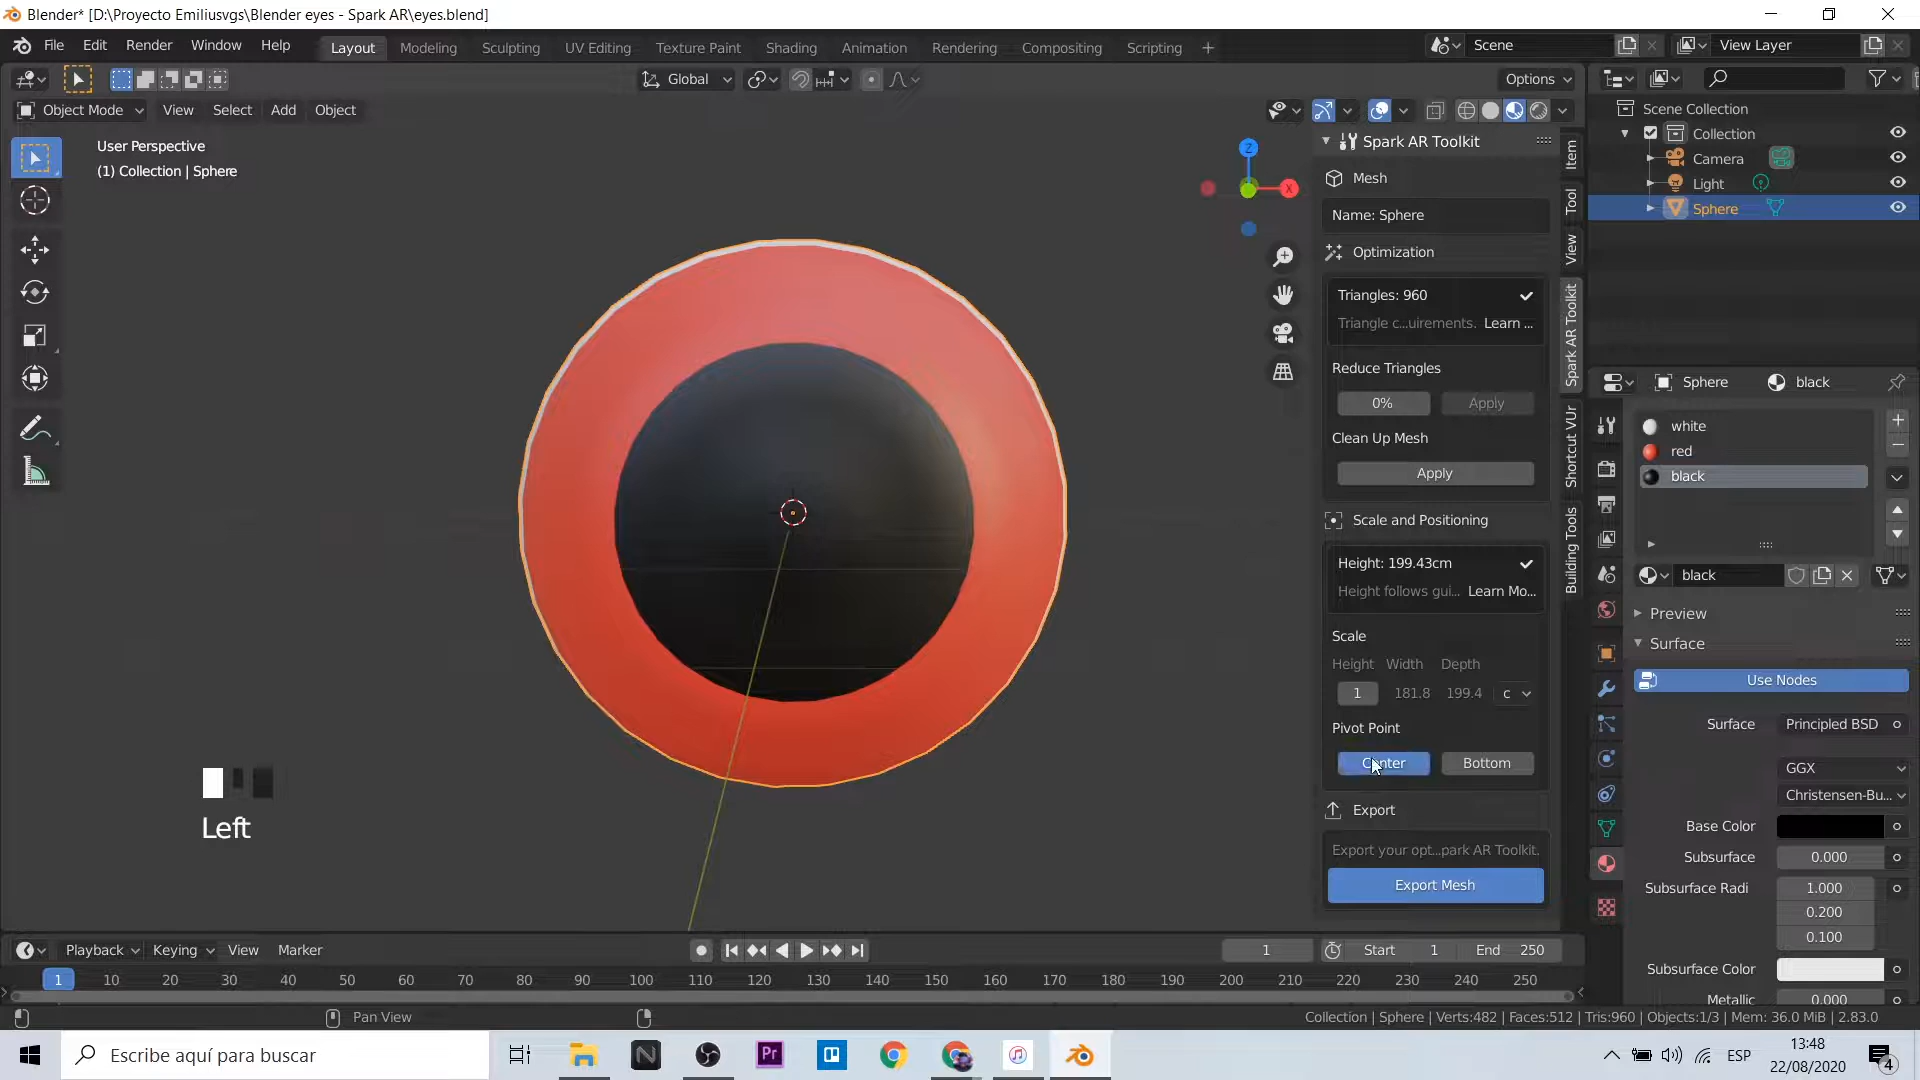 Blender* [D:\Proyecto Emiliusvgs\Blender eyes - Spark AR\eyes.blend]
File Edit Render Window Help Layout Modeling Sculpting UV Editing Texture Paint Shading Animation Rendering Compositing Scripting + Scene View Layer
Global Options
Object Mode View Select Add Object
User Perspective
(1) Collection | Sphere
Z
X
Left
Spark AR Toolkit
Mesh
Name: Sphere
Optimization
Triangles: 960
Triangle c...uirements. Learn ...
Reduce Triangles
0% Apply
Clean Up Mesh
Apply
Scale and Positioning
Height: 199.43cm
Height follows gui... Learn Mo...
Scale
Height Width Depth
1 181.8 199.4 c
Pivot Point
Center Bottom
Export
Export your opt...park AR Toolkit.
Export Mesh
Item
Tool
View
Spark AR Toolkit
Shortcut VUr
Building Tools
Scene Collection
Collection
Camera
Light
Sphere
Sphere black
white
red
black
black
Preview
Surface
Use Nodes
Surface Principled BSD
GGX
Christensen-Bu...
Base Color
Subsurface 0.000
Subsurface Radi 1.000
0.200
0.100
Subsurface Color
Metallic 0.000
Playback Keying View Marker 1 Start 1 End 250
1 10 20 30 40 50 60 70 80 90 100 110 120 130 140 150 160 170 180 190 200 210 220 230 240 250
Pan View
Collection | Sphere | Verts:482 | Faces:512 | Tris:960 | Objects:1/3 | Mem: 36.0 MiB | 2.83.0
Escribe aquí para buscar
Pr
ESP
13:48
22/08/2020
4